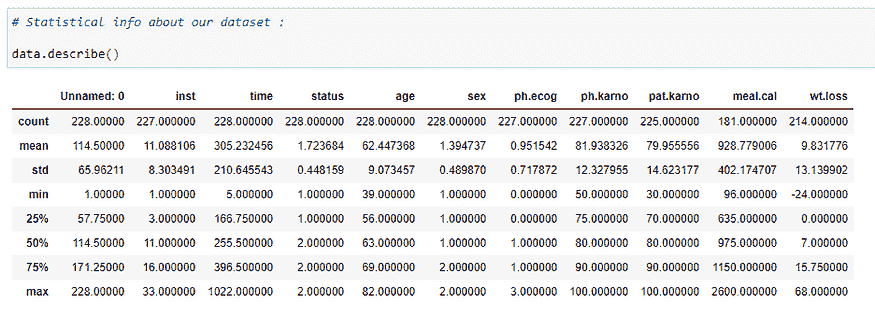 # Statistical info about our dataset :
data.describe()
Unnamed: 0 inst time status age sex ph.ecog ph.karno pat.karno meal.cal wt.loss
count 228.00000 227.000000 228.000000 228.000000 228.000000 228.000000 227.000000 227.000000 225.000000 181.000000 214.000000
mean 114.50000 11.088106 305.232456 1.723684 62.447368 1.394737 0.951542 81.938326 79.955556 928.779006 9.831776
std 65.96211 8.303491 210.645543 0.448159 9.073457 0.489870 0.717872 12.327955 14.623177 402.174707 13.139902
min 1.00000 1.000000 5.000000 1.000000 39.000000 1.000000 0.000000 50.000000 30.000000 96.000000 -24.000000
25% 57.75000 3.000000 166.750000 1.000000 56.000000 1.000000 0.000000 75.000000 70.000000 635.000000 0.000000
50% 114.50000 11.000000 255.500000 2.000000 63.000000 1.000000 1.000000 80.000000 80.000000 975.000000 7.000000
75% 171.25000 16.000000 396.500000 2.000000 69.000000 2.000000 1.000000 90.000000 90.000000 1150.000000 15.750000
max 228.00000 33.000000 1022.000000 2.000000 82.000000 2.000000 3.000000 100.000000 100.000000 2600.000000 68.000000